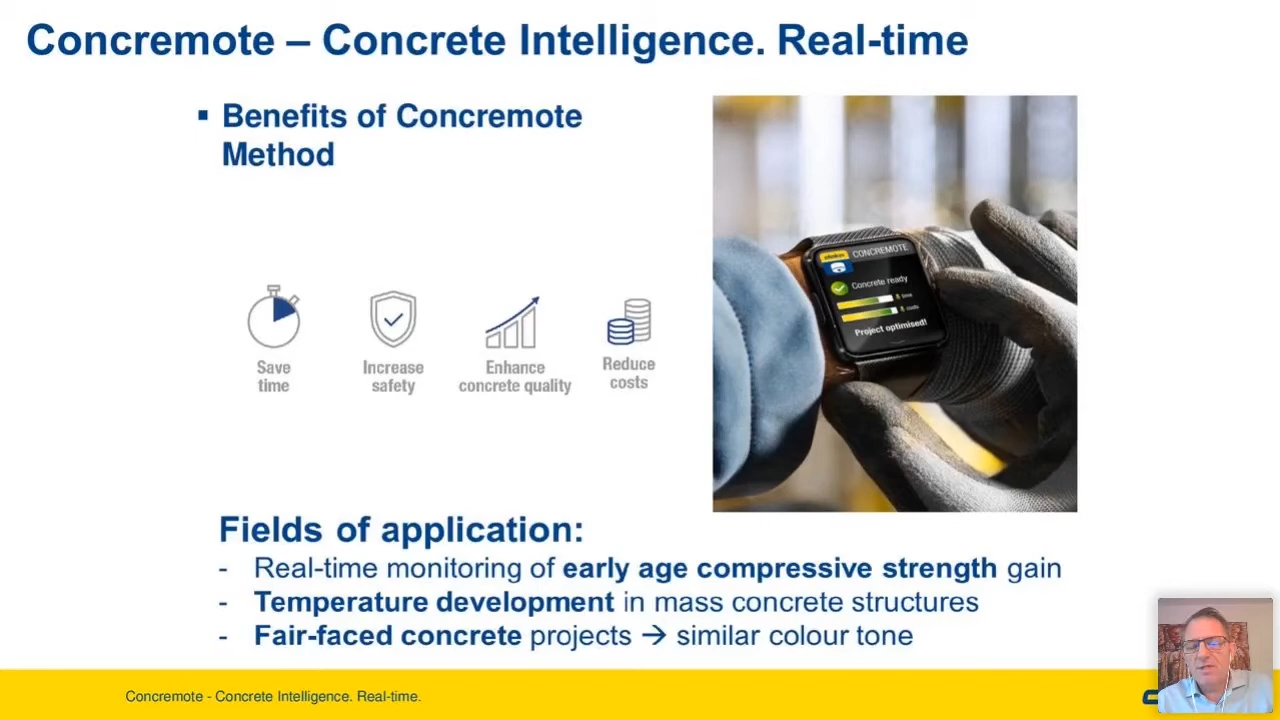 Concremote – Concrete Intelligence. Real-time
▪ Benefits of Concremote
Method
Save
time
Increase
safety
Enhance
concrete quality
Reduce
costs
CONCREMOTE
Concrete ready
time
costs
Project optimised!
Fields of application:
- Real-time monitoring of early age compressive strength gain
- Temperature development in mass concrete structures
- Fair-faced concrete projects → similar colour tone
Concremote - Concrete Intelligence. Real-time.